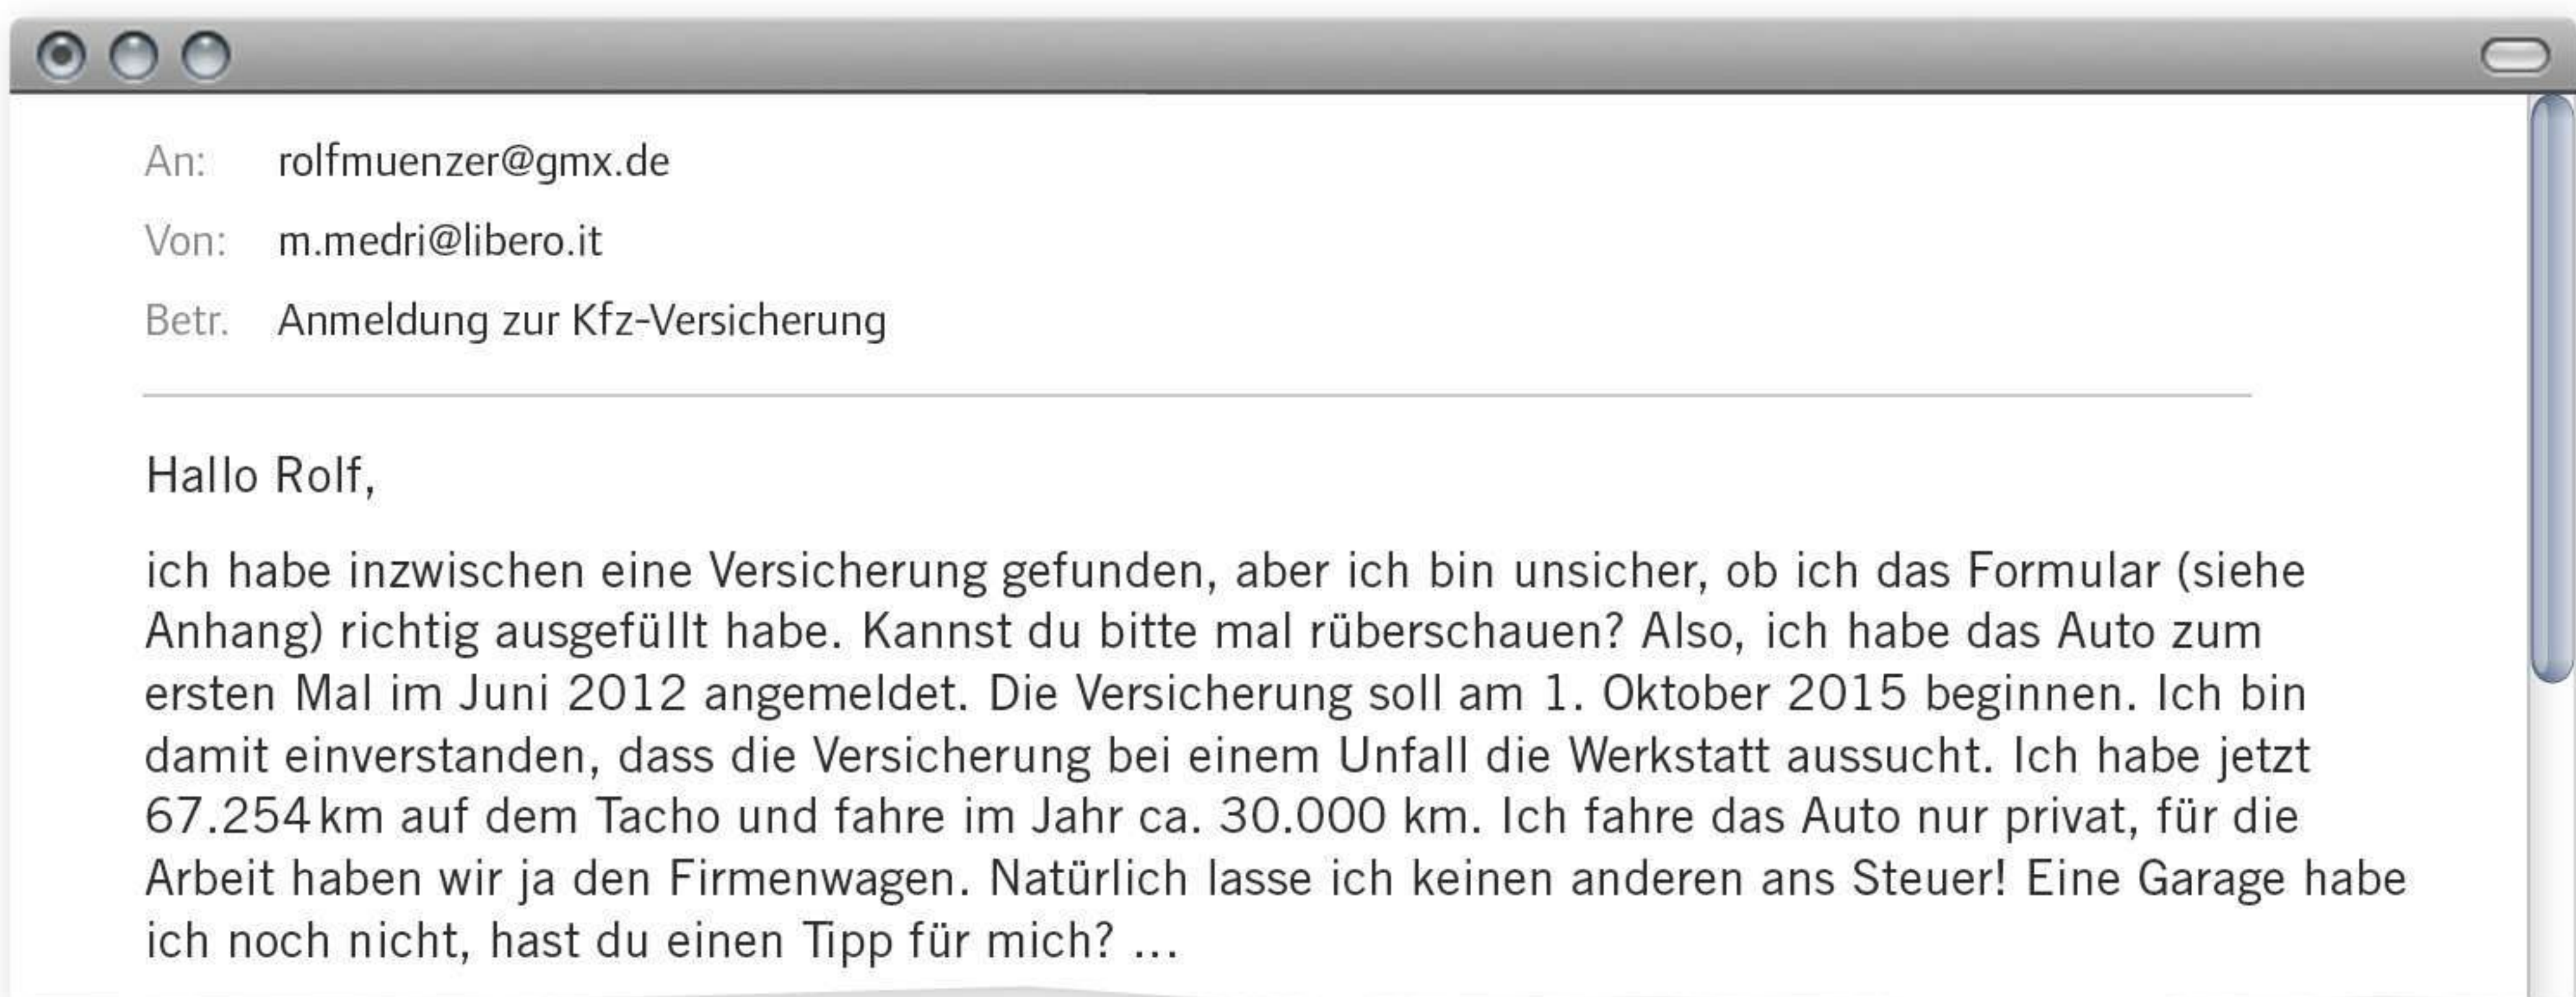 An: rolfmuenzer@gmx.de
Von: m.medri@libero.it
Betr. Anmeldung zur Kfz-Versicherung
Hallo Rolf,
ich habe inzwischen eine Versicherung gefunden, aber ich bin unsicher, ob ich das Formular (siehe
Anhang) richtig ausgefüllt habe. Kannst du bitte mal rüberschauen? Also, ich habe das Auto zum
ersten Mal im Juni 2012 angemeldet. Die Versicherung soll am 1. Oktober 2015 beginnen. Ich bin
damit einverstanden, dass die Versicherung bei einem Unfall die Werkstatt aussucht. Ich habe jetzt
67.254 km auf dem Tacho und fahre im Jahr ca. 30.000 km. Ich fahre das Auto nur privat, für die
Arbeit haben wir ja den Firmenwagen. Natürlich lasse ich keinen anderen ans Steuer! Eine Garage habe
ich noch nicht, hast du einen Tipp für mich? ...